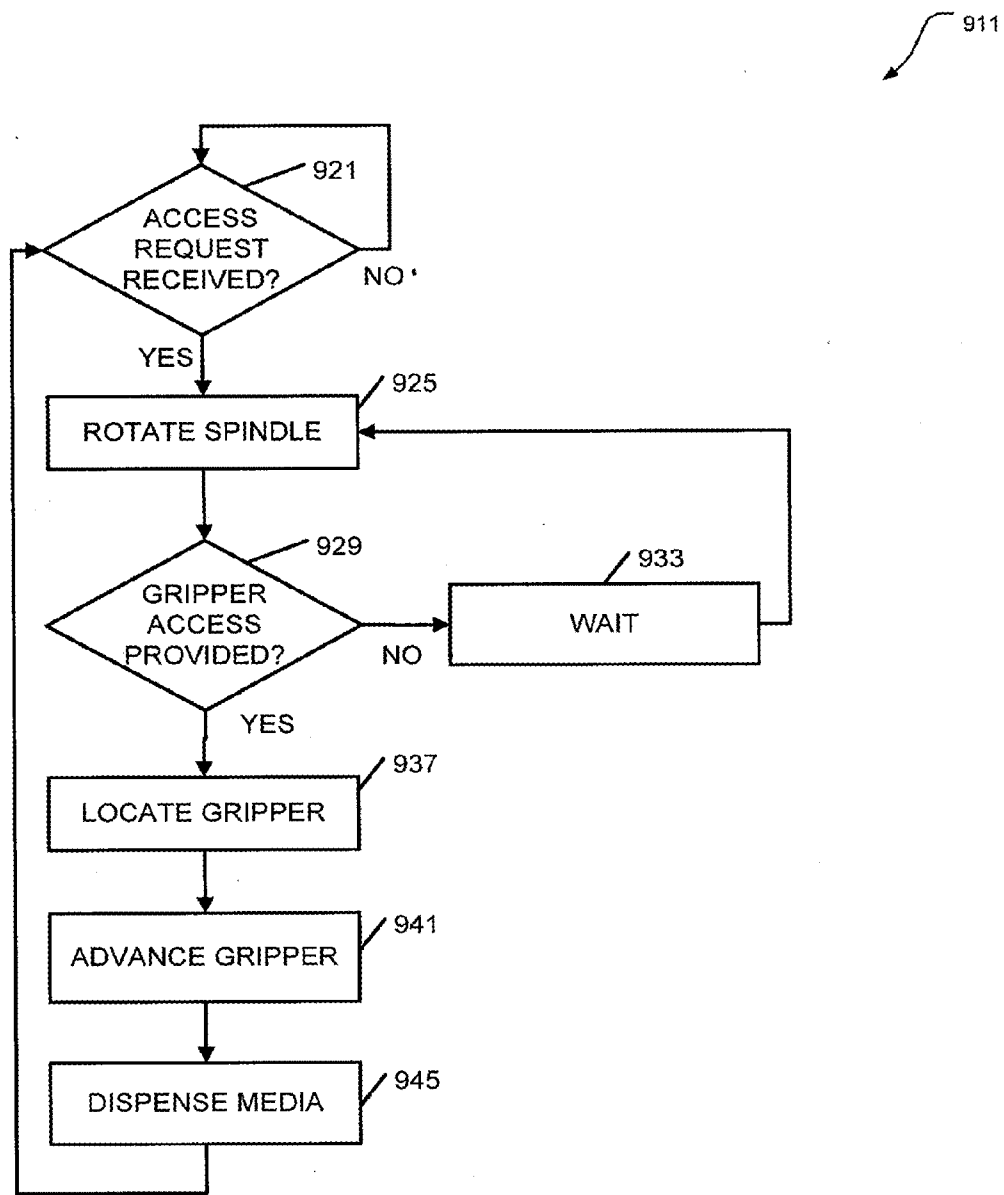 911
921
ACCESS
REQUEST
RECEIVED?
NO
YES
925
ROTATE SPINDLE
929
GRIPPER
ACCESS
PROVIDED?
NO
933
WAIT
YES
937
LOCATE GRIPPER
941
ADVANCE GRIPPER
945
DISPENSE MEDIA